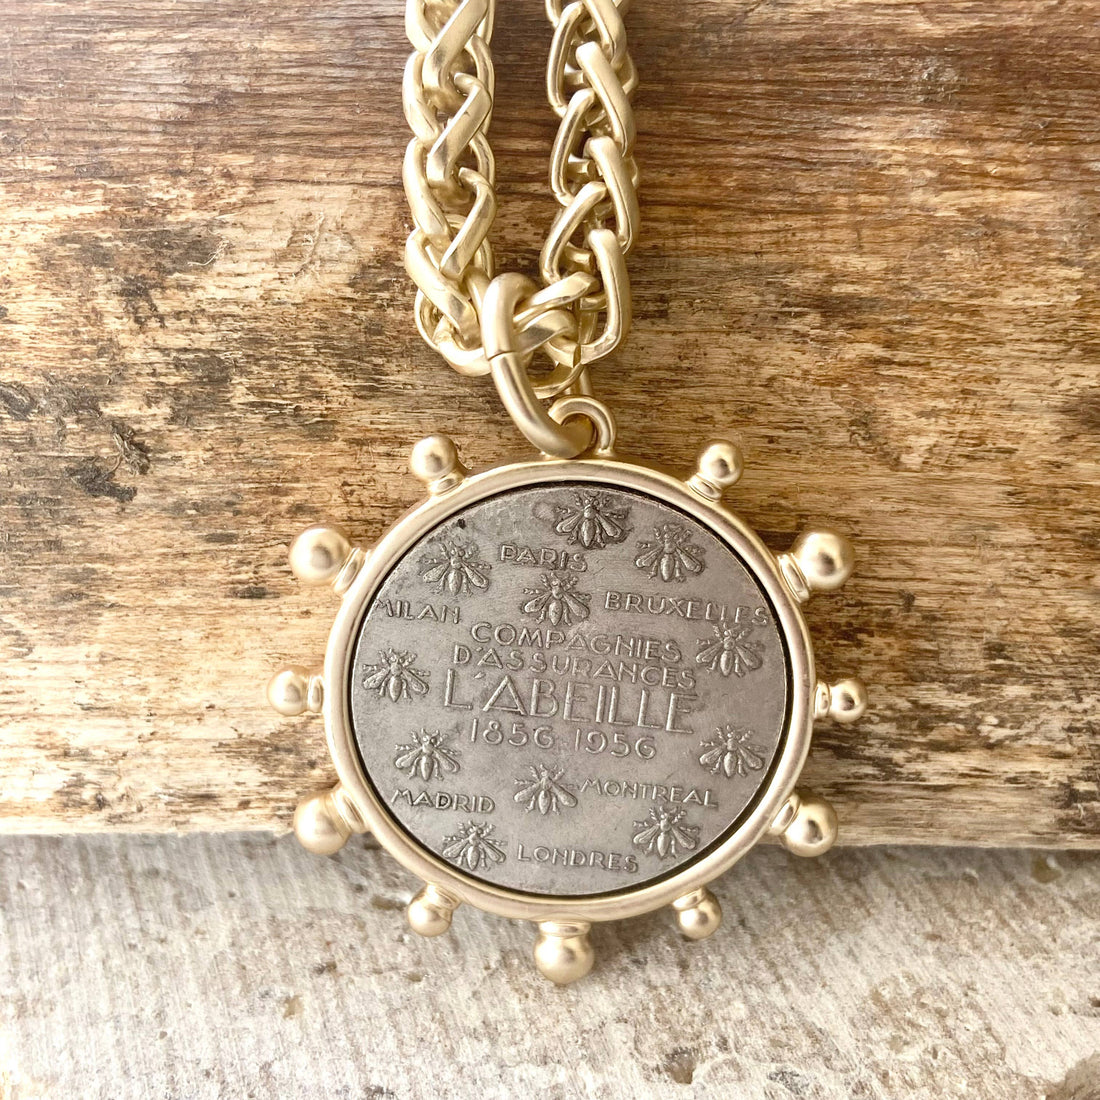 PARIS
MILAN
BRUXELLES
COMPAGNIES
D'ASSURANCES
L'ABEILLE
1856 1956
MADRID
MONTREAL
LONDRES